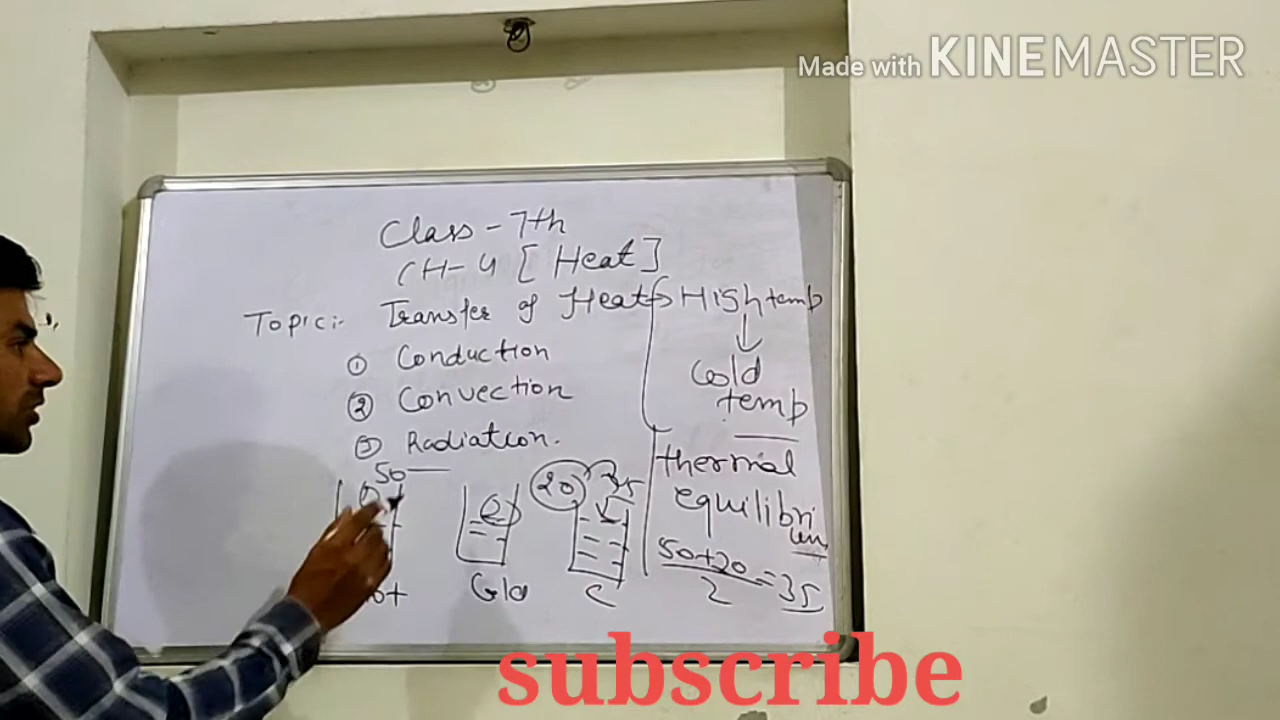 Made with KINEMASTER
Class - 7th
CH-4 [Heat]
Topic:- Transfer of Heat
① Conduction
② Convection
③ Radiation.
High temp
↓
Cold
temp
thermal
equilibrium
50+20
2
=35
50
20
35
C
subscribe